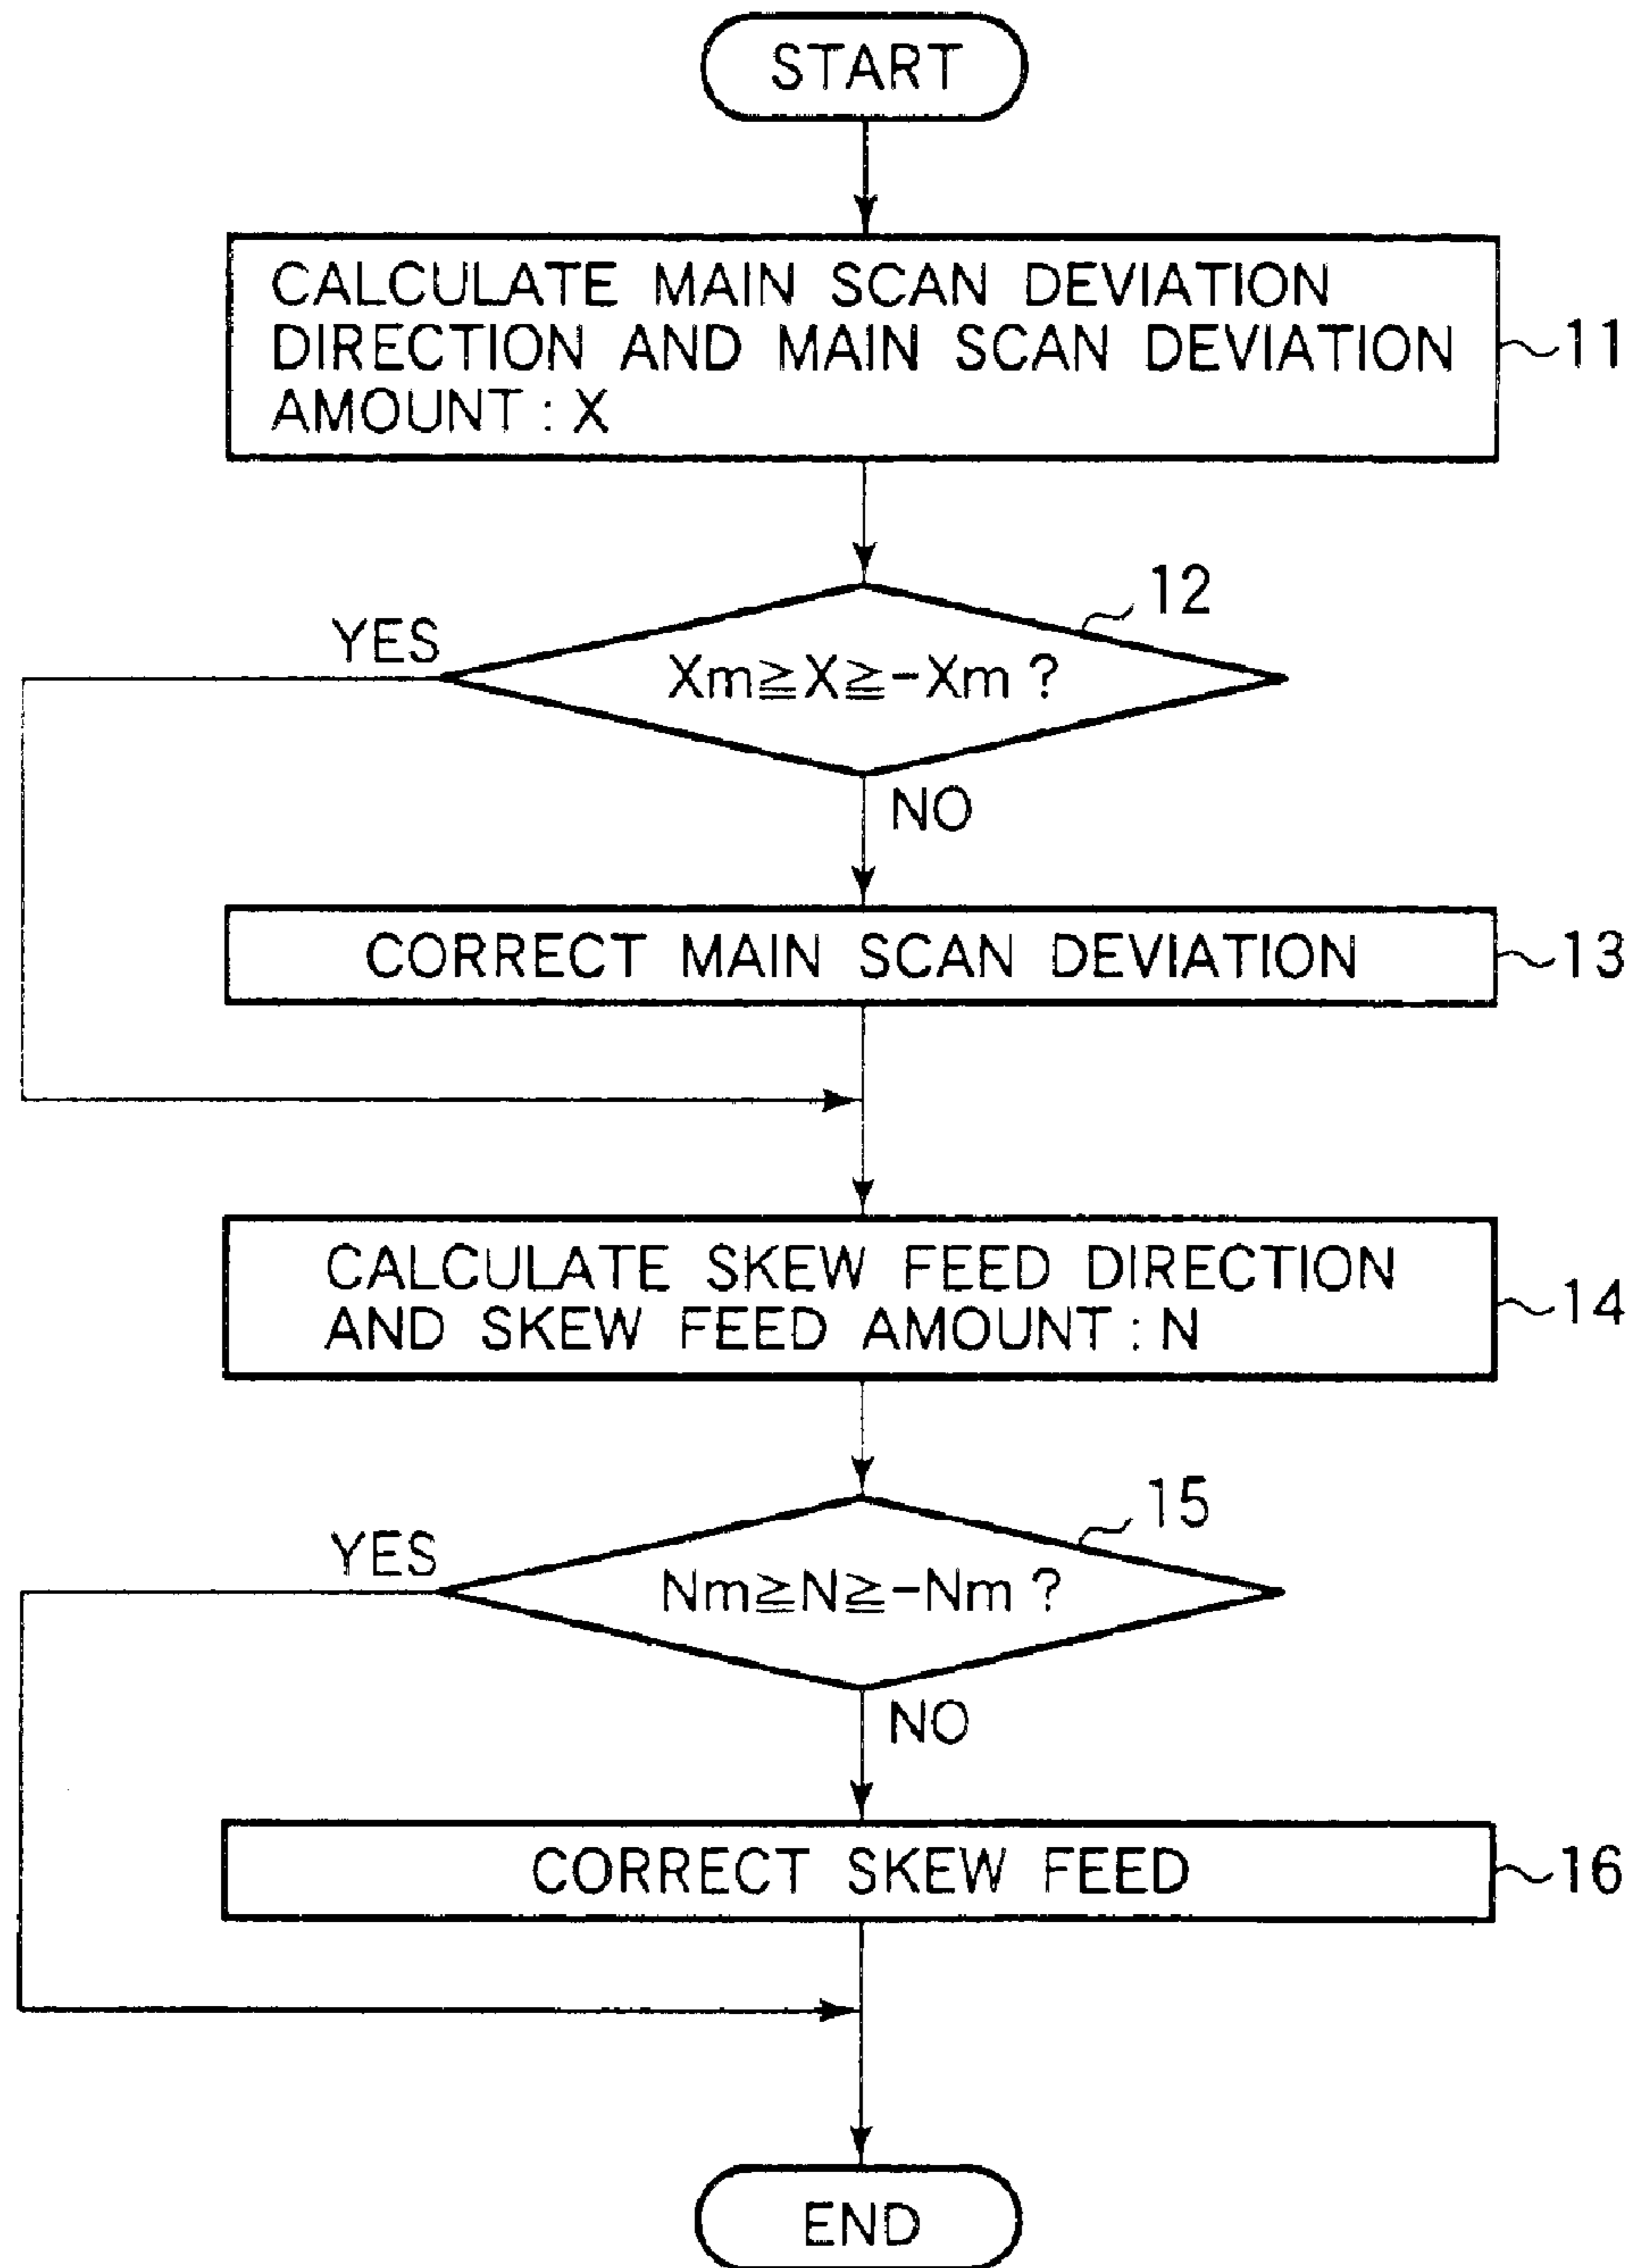 START
CALCULATE MAIN SCAN DEVIATION
DIRECTION AND MAIN SCAN DEVIATION
AMOUNT : X
11
12
YES
Xm≧X≧-Xm ?
NO
CORRECT MAIN SCAN DEVIATION
13
CALCULATE SKEW FEED DIRECTION
AND SKEW FEED AMOUNT : N
14
15
YES
Nm≧N≧-Nm ?
NO
CORRECT SKEW FEED
16
END